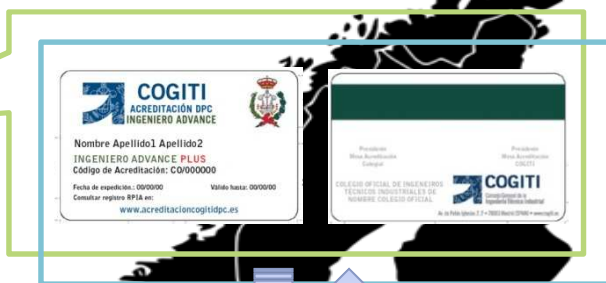 COGITI
ACREDITACIÓN DPC
INGENIERO ADVANCE
Nombre Apellido1 Apellido2
INGENIERO ADVANCE PLUS
Código de Acreditación: CO/000000
Fecha de expedición.: 00/00/00 Válido hasta: 00/00/00
Consultar registro RPIA en:
www.acreditacioncogitidpc.es
Presidente
Mesa Acreditación
Colegial
Presidente
Mesa Acreditación
COGITI
COLEGIO OFICIAL DE INGENIEROS
TÉCNICOS INDUSTRIALES DE
NOMBRE COLEGIO OFICIAL
COGITI
Consejo General de la
Ingeniería Técnica Industrial